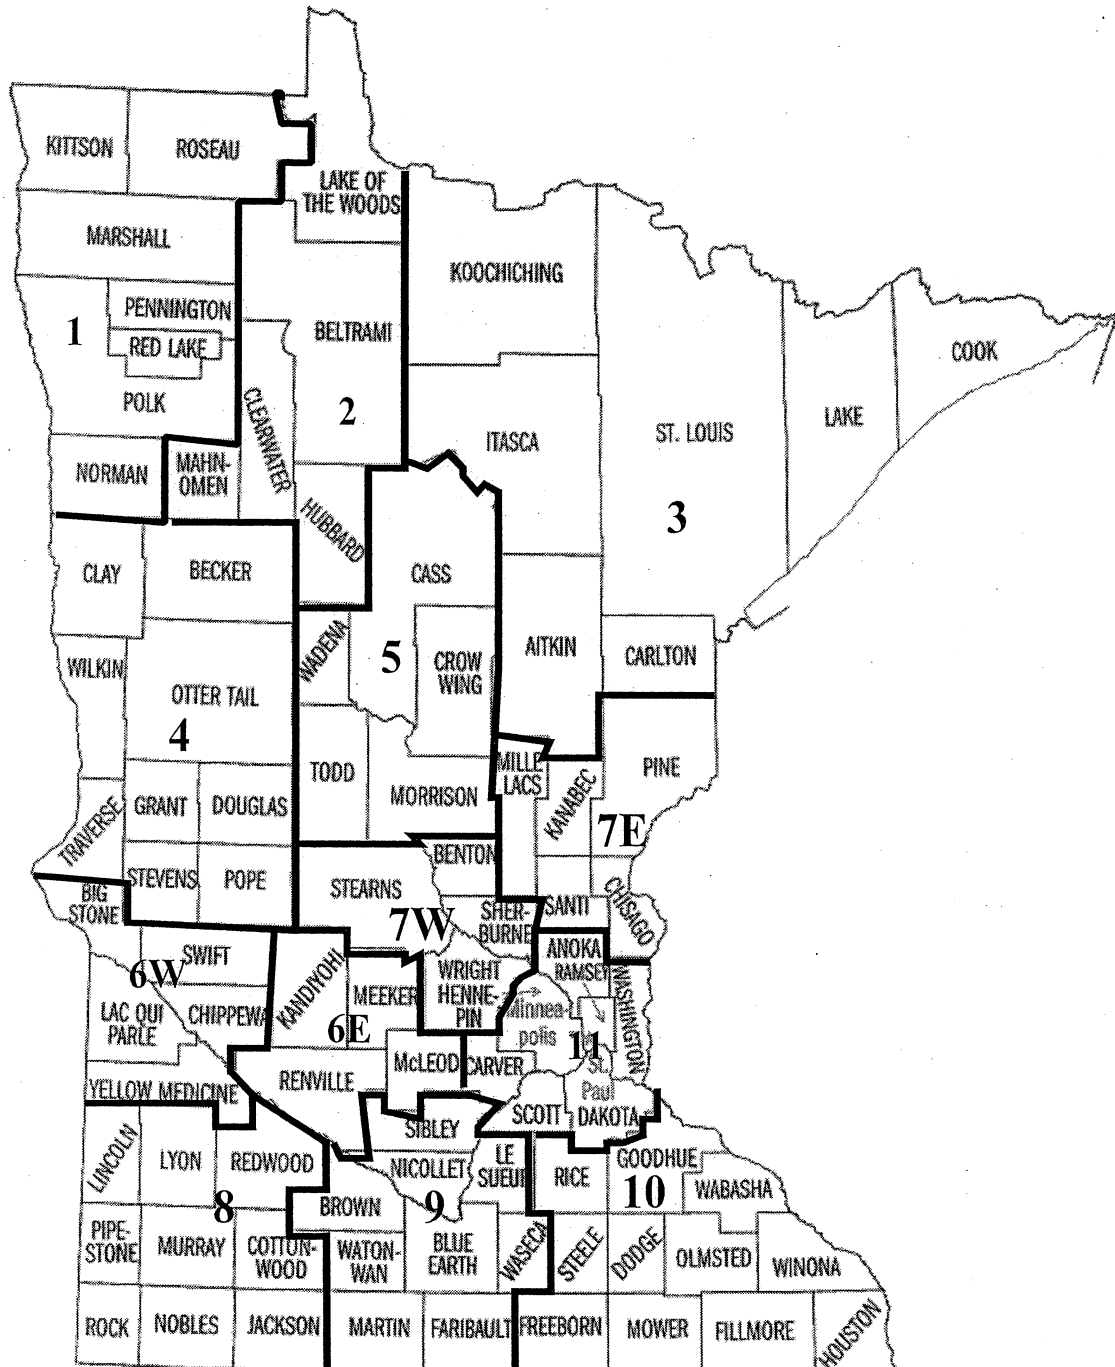 KITTSON
ROSEAU
LAKE OF
THE WOODS
MARSHALL
KOOCHICHING
PENNINGTON
1
RED LAKE
BELTRAMI
COOK
POLK
CLEARWATER
2
LAKE
ST. LOUIS
ITASCA
NORMAN
MAHN-
OMEN
HUBBARD
3
CLAY
BECKER
CASS
WADENA
AITKIN
WILKIN
5
CROW
WING
CARLTON
OTTER TAIL
4
TODD
MILLE
LACS
PINE
GRANT
DOUGLAS
MORRISON
KANABEC
TRAVERSE
7E
BENTON
STEVENS
POPE
STEARNS
BIG
STONE
7W
SHER-
BURNE
SANTI
CHISAGO
SWIFT
6W
KANDIYOHI
ANOKA
RAMSEY
WASHINGTON
WRIGHT
HENNE-
PIN
MEEKER
LAC QUI
PARLE
CHIPPEWA
6E
Minnea-
polis
11
St.
Paul
McLEOD
CARVER
RENVILLE
YELLOW MEDICINE
SCOTT
DAKOTA
SIBLEY
LINCOLN
LYON
REDWOOD
NICOLLET
LE
SUEUR
RICE
GOODHUE
WABASHA
8
BROWN
9
10
PIPE-
STONE
MURRAY
COTTON-
WOOD
WATON-
WAN
BLUE
EARTH
WASECA
STEELE
DODGE
OLMSTED
WINONA
ROCK
NOBLES
JACKSON
MARTIN
FARIBAULT
FREEBORN
MOWER
FILLMORE
HOUSTON